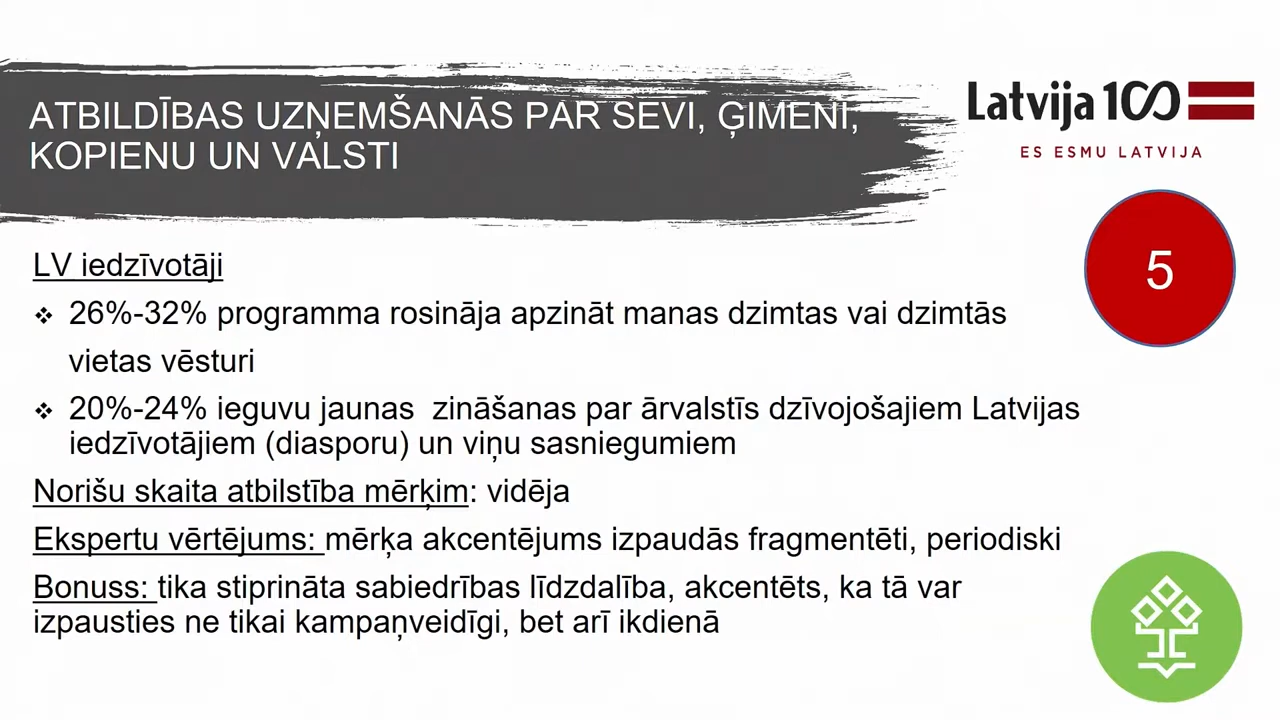 ATBILDĪBAS UZŅEMŠANĀS PAR SEVI, ĢIMENI,
KOPIENU UN VALSTI
Latvija 100
ES ESMU LATVIJA
5
LV iedzīvotāji
❖ 26%-32% programma rosināja apzināt manas dzimtas vai dzimtās
vietas vēsturi
❖ 20%-24% ieguvu jaunas zināšanas par ārvalstīs dzīvojošajiem Latvijas
iedzīvotājiem (diasporu) un viņu sasniegumiem
Norišu skaita atbilstība mērķim: vidēja
Ekspertu vērtējums: mērķa akcentējums izpaudās fragmentēti, periodiski
Bonuss: tika stiprināta sabiedrības līdzdalība, akcentēts, ka tā var
izpausties ne tikai kampaņveidīgi, bet arī ikdienā